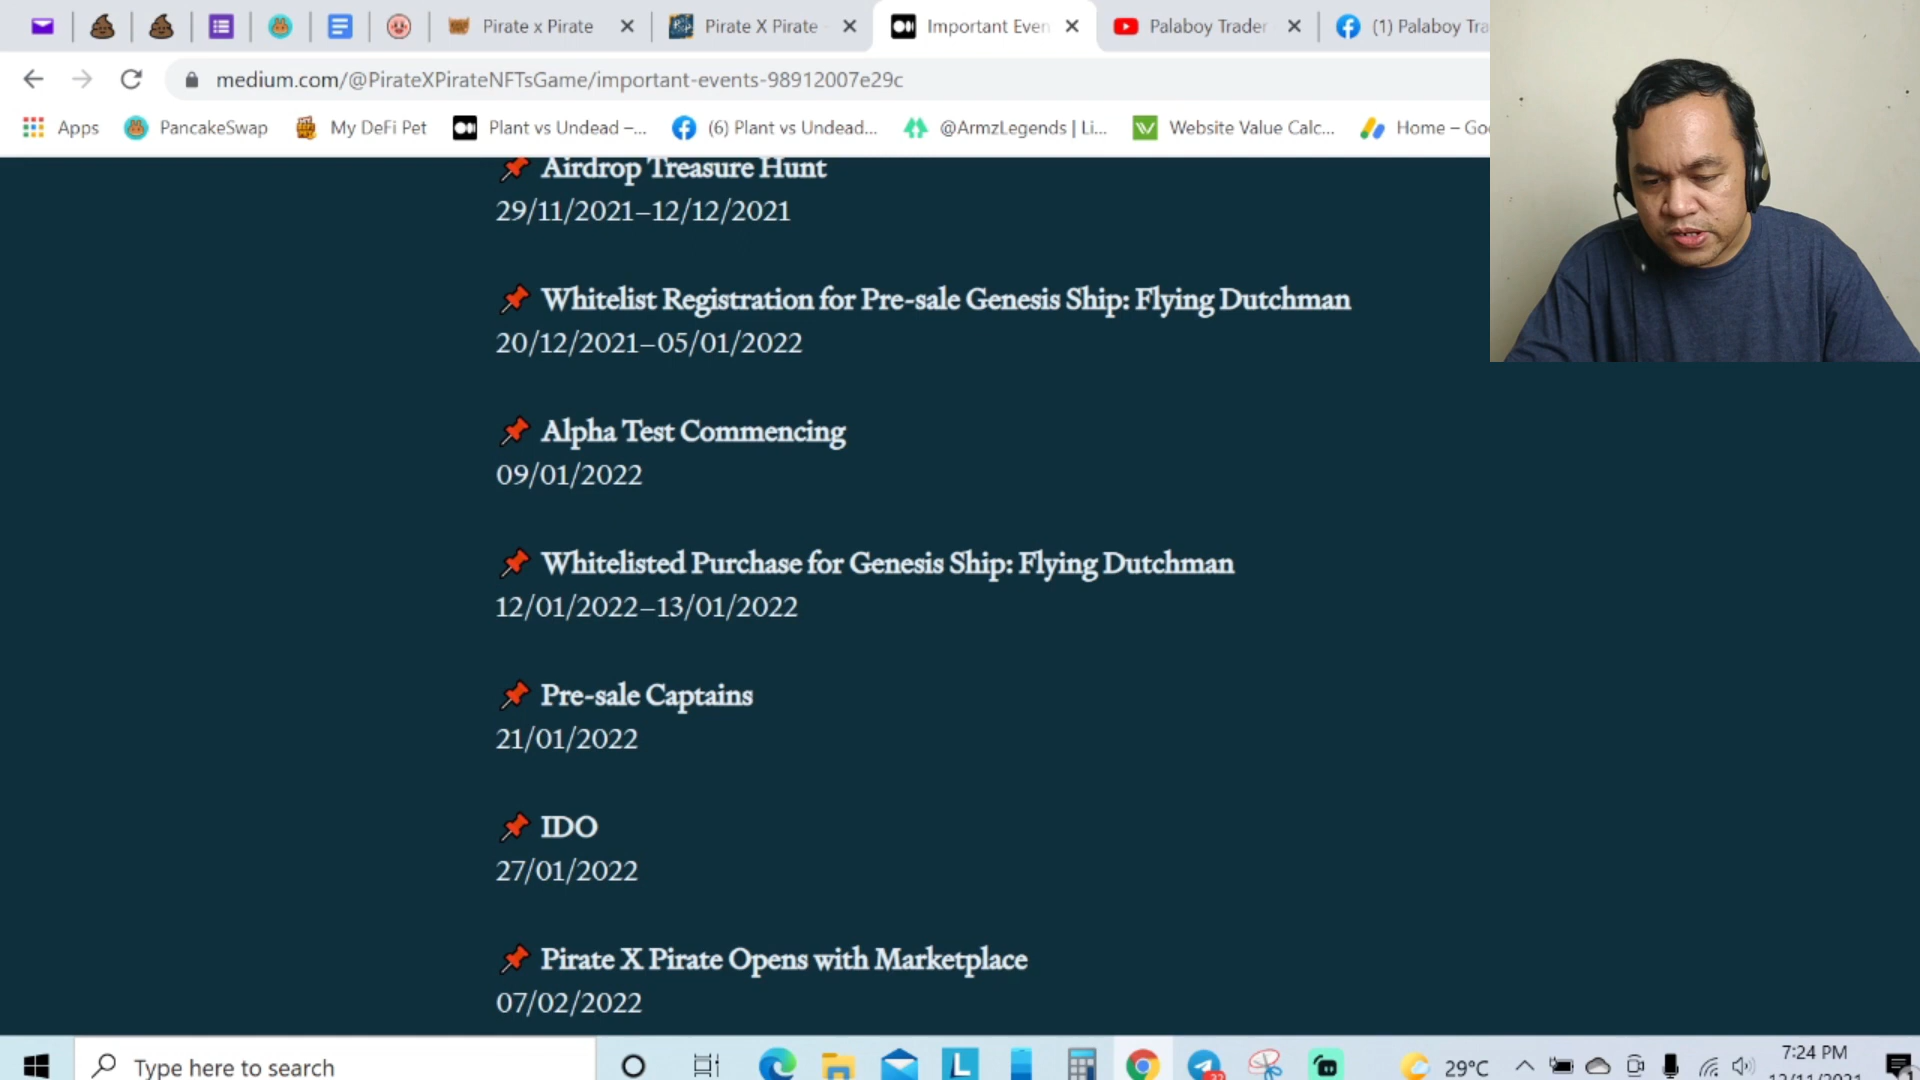 Pirate x Pirate
Pirate X Pirate
Important Even
Palaboy Trader
(1) Palaboy Tra
medium.com/@PirateXPirateNFTsGame/important-events-98912007e29c
Apps
PancakeSwap
My DeFi Pet
Plant vs Undead –...
(6) Plant vs Undead...
@ArmzLegends | Li...
Website Value Calc...
Home – Go
Airdrop Treasure Hunt
29/11/2021–12/12/2021
Whitelist Registration for Pre-sale Genesis Ship: Flying Dutchman
20/12/2021–05/01/2022
Alpha Test Commencing
09/01/2022
Whitelisted Purchase for Genesis Ship: Flying Dutchman
12/01/2022–13/01/2022
Pre-sale Captains
21/01/2022
IDO
27/01/2022
Pirate X Pirate Opens with Marketplace
07/02/2022
Type here to search
L
29°C
7:24 PM